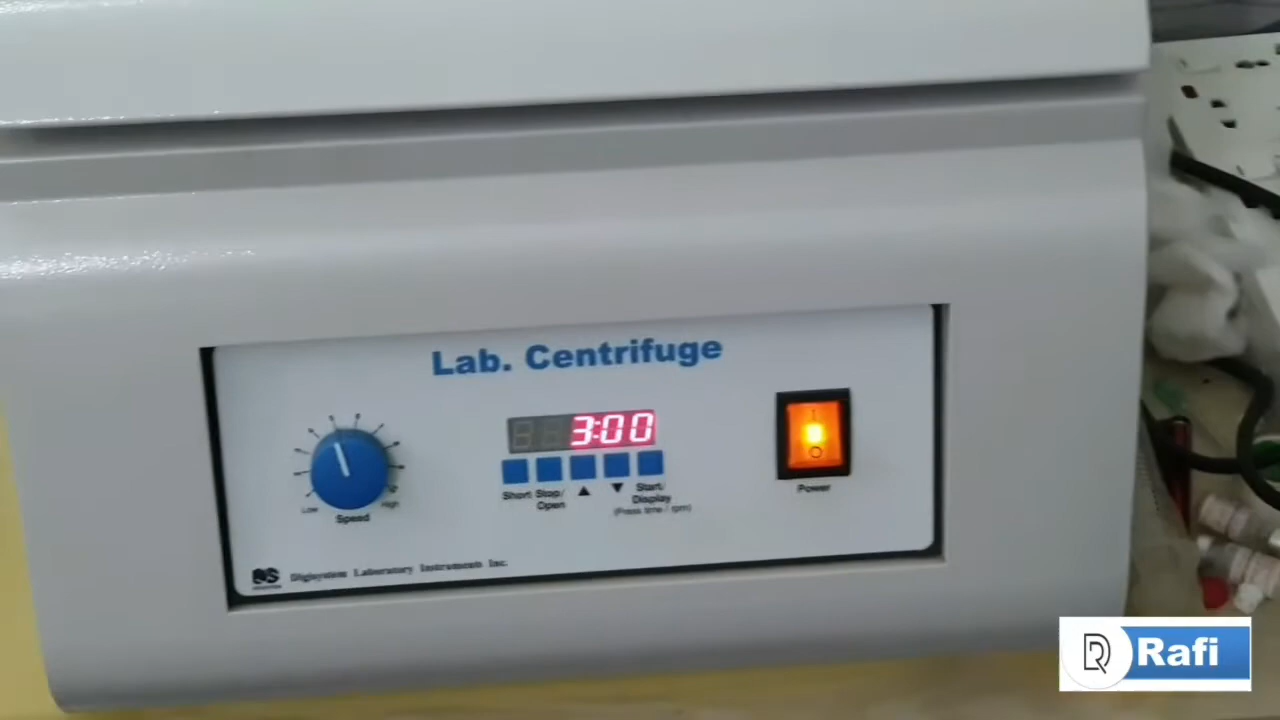 Lab. Centrifuge
3:00
Short
Stop/
Open
▲
▼
Start/
Display
(Press time / rpm)
Low
High
Speed
Power
Digisystem Laboratory Instruments Inc.
DS
Rafi